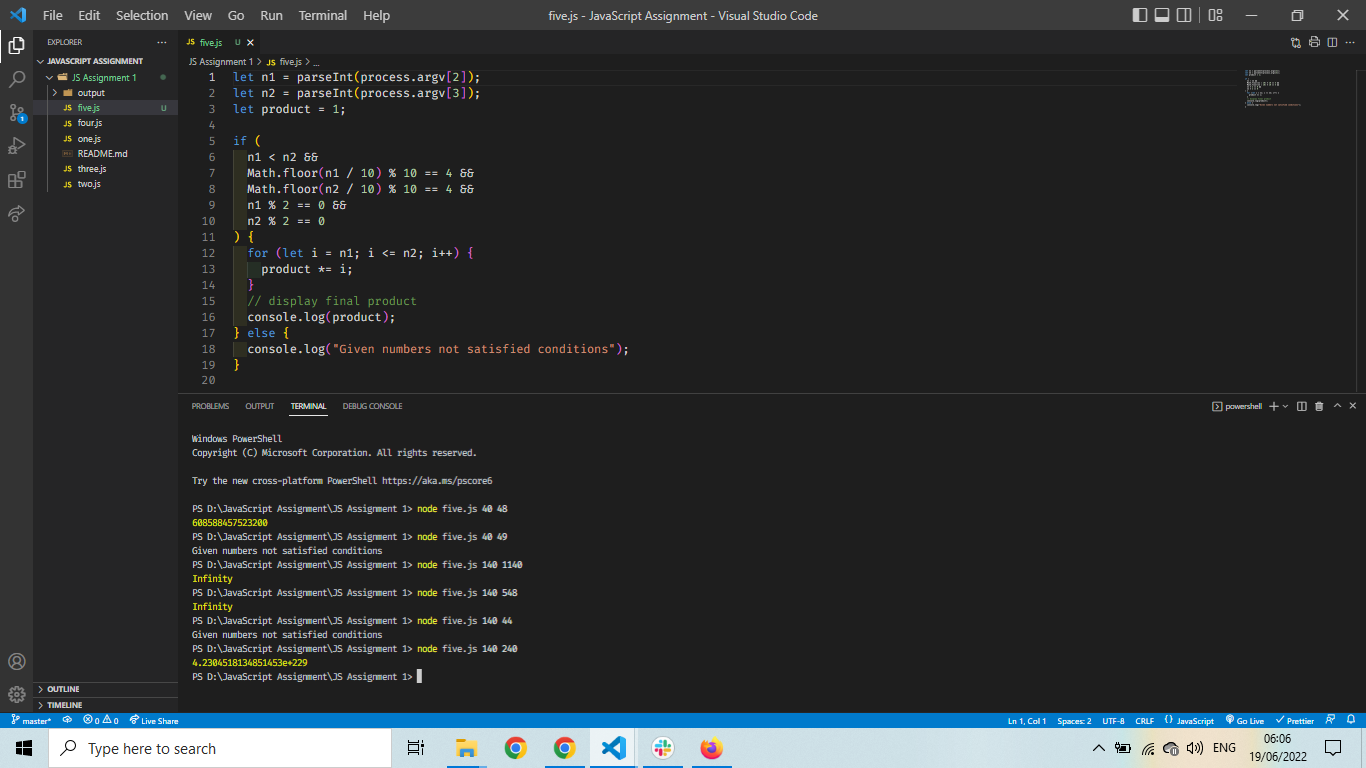 File Edit Selection View Go Run Terminal Help
five.js - JavaScript Assignment - Visual Studio Code
EXPLORER
JAVASCRIPT ASSIGNMENT
JS Assignment 1
output
JS five.js U
JS four.js
JS one.js
README.md
JS three.js
JS two.js
OUTLINE
TIMELINE
JS five.js U
JS Assignment 1 > JS five.js > ...
1 let n1 = parseInt(process.argv[2]);
2 let n2 = parseInt(process.argv[3]);
3 let product = 1;
4
5 if (
6 n1 < n2 &&
7 Math.floor(n1 / 10) % 10 == 4 &&
8 Math.floor(n2 / 10) % 10 == 4 &&
9 n1 % 2 == 0 &&
10 n2 % 2 == 0
11 ) {
12 for (let i = n1; i <= n2; i++) {
13 product *= i;
14 }
15 // display final product
16 console.log(product);
17 } else {
18 console.log("Given numbers not satisfied conditions");
19 }
20
PROBLEMS OUTPUT TERMINAL DEBUG CONSOLE
powershell
Windows PowerShell
Copyright (C) Microsoft Corporation. All rights reserved.
Try the new cross-platform PowerShell https://aka.ms/pscore6
PS D:\JavaScript Assignment\JS Assignment 1> node five.js 40 48
608588457523200
PS D:\JavaScript Assignment\JS Assignment 1> node five.js 40 49
Given numbers not satisfied conditions
PS D:\JavaScript Assignment\JS Assignment 1> node five.js 140 1140
Infinity
PS D:\JavaScript Assignment\JS Assignment 1> node five.js 140 548
Infinity
PS D:\JavaScript Assignment\JS Assignment 1> node five.js 140 44
Given numbers not satisfied conditions
PS D:\JavaScript Assignment\JS Assignment 1> node five.js 140 240
4.2304518134851453e+229
PS D:\JavaScript Assignment\JS Assignment 1>
master* 0 0 Live Share
Ln 1, Col 1 Spaces: 2 UTF-8 CRLF {} JavaScript Go Live Prettier
Type here to search
ENG
06:06
19/06/2022